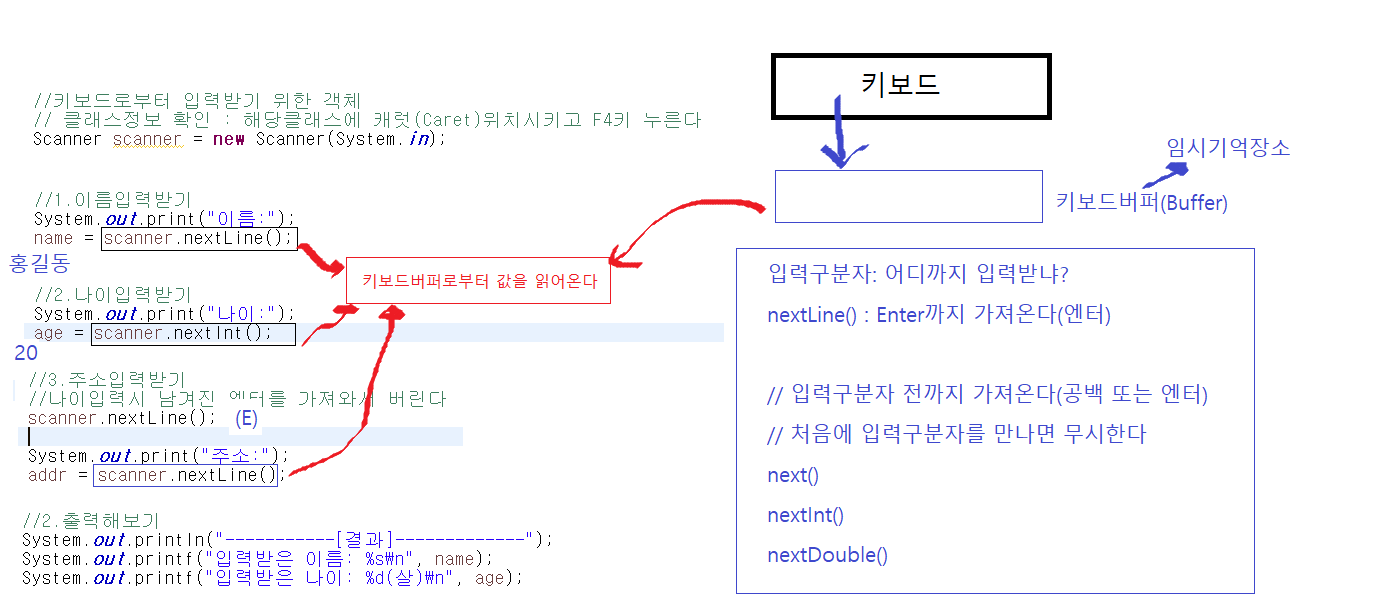 //키보드로부터 입력받기 위한 객체
// 클래스정보 확인 : 해당클래스에 캐럿(Caret)위치시키고 F4키 누른다
Scanner scanner = new Scanner(System.in);
//1.이름입력받기
System.out.print("이름:");
name = scanner.nextLine();
홍길동
//2.나이입력받기
System.out.print("나이:");
age = scanner.nextInt();
20
//3.주소입력받기
//나이입력시 남겨진 엔터를 가져와서 버린다
scanner.nextLine(); (E)
System.out.print("주소:");
addr = scanner.nextLine();
//2.출력해보기
System.out.println("-----------[결과]-------------");
System.out.printf("입력받은 이름: %s\n", name);
System.out.printf("입력받은 나이: %d(살)\n", age);
키보드버퍼로부터 값을 읽어온다
키보드
임시기억장소
키보드버퍼(Buffer)
입력구분자: 어디까지 입력받냐?
nextLine() : Enter까지 가져온다(엔터)
// 입력구분자 전까지 가져온다(공백 또는 엔터)
// 처음에 입력구분자를 만나면 무시한다
next()
nextInt()
nextDouble()